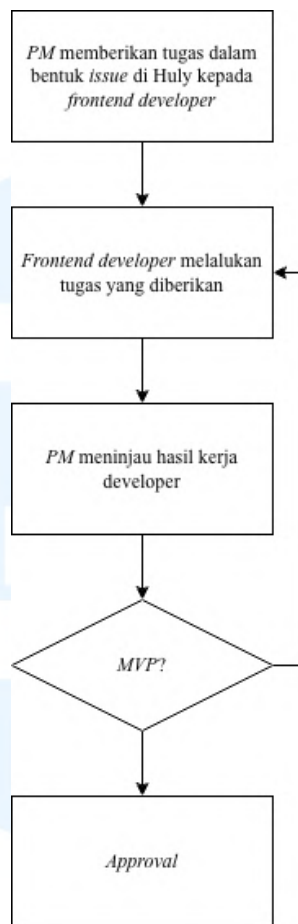 PM memberikan tugas dalam
bentuk issue di Huly kepada
frontend developer
Frontend developer melalukan
tugas yang diberikan
PM meninjau hasil kerja
developer
MVP?
Approval